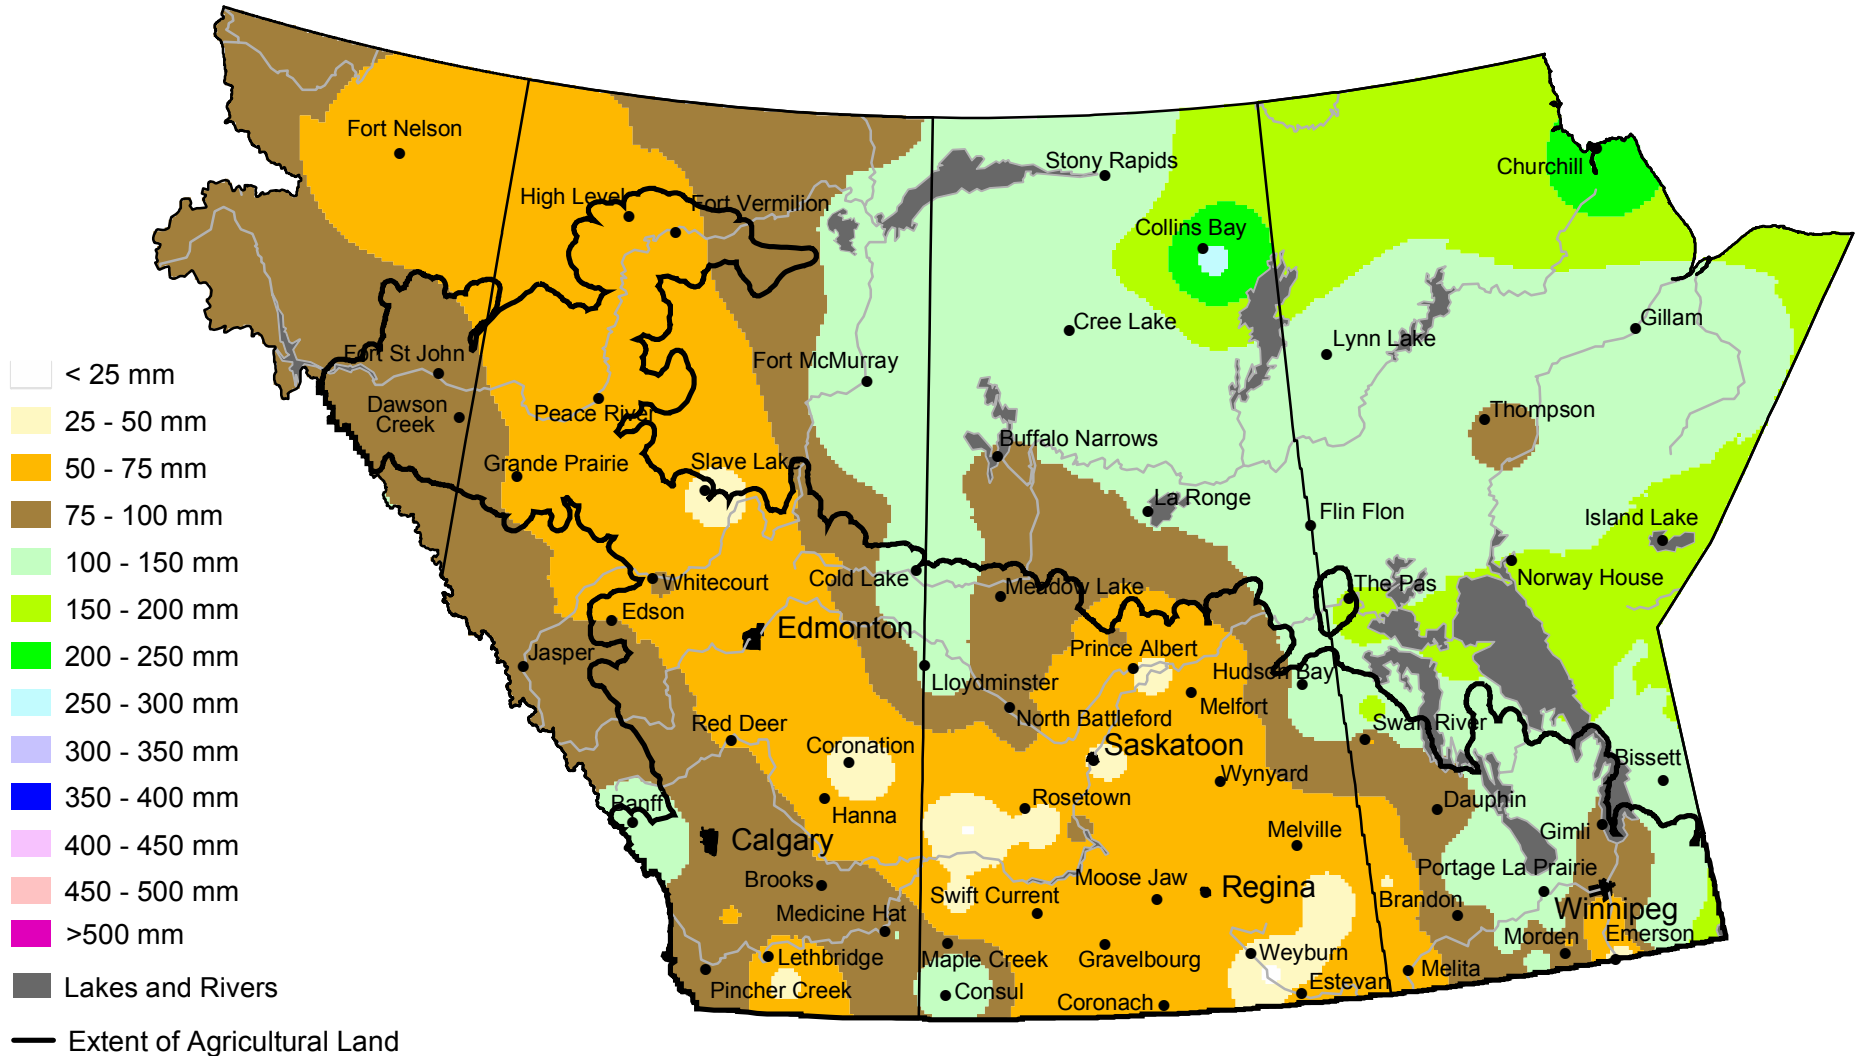 Fort Nelson
High Level
Fort Vermilion
Stony Rapids
Churchill
Collins Bay
Cree Lake
Gillam
Lynn Lake
Fort St John
Fort McMurray
< 25 mm
25 - 50 mm
50 - 75 mm
75 - 100 mm
100 - 150 mm
150 - 200 mm
200 - 250 mm
250 - 300 mm
300 - 350 mm
350 - 400 mm
400 - 450 mm
450 - 500 mm
>500 mm
Lakes and Rivers
Extent of Agricultural Land
Dawson
Creek
Peace River
Thompson
Buffalo Narrows
Grande Prairie
Slave Lake
La Ronge
Flin Flon
Island Lake
Whitecourt
Cold Lake
Meadow Lake
The Pas
Norway House
Edson
Edmonton
Jasper
Prince Albert
Hudson Bay
Lloydminster
Melfort
North Battleford
Swan River
Red Deer
Coronation
Saskatoon
Bissett
Wynyard
Banff
Hanna
Rosetown
Dauphin
Calgary
Melville
Gimli
Portage La Prairie
Brooks
Swift Current
Moose Jaw
Regina
Brandon
Medicine Hat
Winnipeg
Emerson
Morden
Lethbridge
Maple Creek
Gravelbourg
Weyburn
Melita
Pincher Creek
Consul
Coronach
Estevan